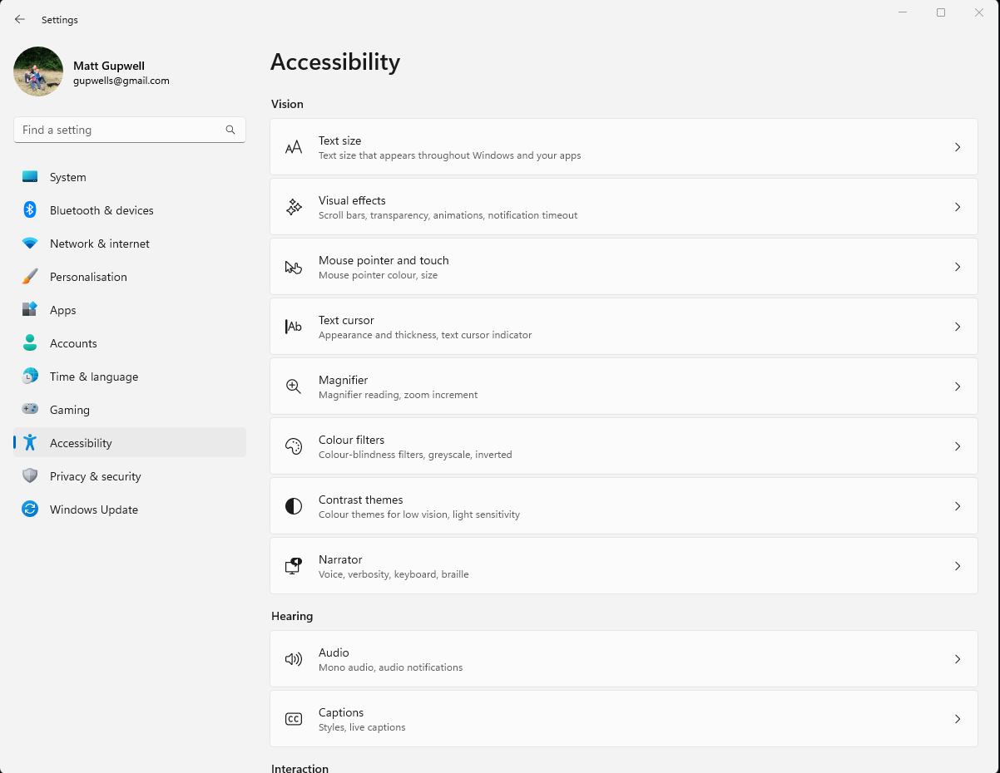 Settings
Matt Gupwell
gupwells@gmail.com
Find a setting
System
Bluetooth & devices
Network & internet
Personalisation
Apps
Accounts
Time & language
Gaming
Accessibility
Privacy & security
Windows Update
Accessibility
Vision
Text size
Text size that appears throughout Windows and your apps
Visual effects
Scroll bars, transparency, animations, notification timeout
Mouse pointer and touch
Mouse pointer colour, size
Ab
Text cursor
Appearance and thickness, text cursor indicator
Magnifier
Magnifier reading, zoom increment
Colour filters
Colour-blindness filters, greyscale, inverted
Contrast themes
Colour themes for low vision, light sensitivity
Narrator
Voice, verbosity, keyboard, braille
Hearing
Audio
Mono audio, audio notifications
CC
Captions
Styles, live captions
Interaction